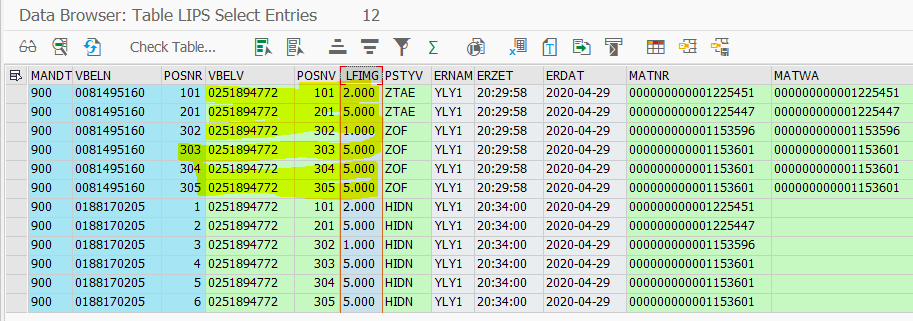 Data Browser: Table LIPS Select Entries 12
Check Table...
MANDT VBELN POSNR VBELV POSNV LFIMG PSTYV ERNAM ERZET ERDAT MATNR MATWA
900 0081495160 101 0251894772 101 2.000 ZTAE YLY1 20:29:58 2020-04-29 000000000001225451 000000000001225451
900 0081495160 201 0251894772 201 5.000 ZTAE YLY1 20:29:58 2020-04-29 000000000001225447 000000000001225447
900 0081495160 302 0251894772 302 1.000 ZOF YLY1 20:29:58 2020-04-29 000000000001153596 000000000001153596
900 0081495160 303 0251894772 303 5.000 ZOF YLY1 20:29:58 2020-04-29 000000000001153601 000000000001153601
900 0081495160 304 0251894772 304 5.000 ZOF YLY1 20:29:58 2020-04-29 000000000001153601 000000000001153601
900 0081495160 305 0251894772 305 5.000 ZOF YLY1 20:29:58 2020-04-29 000000000001153601 000000000001153601
900 0188170205 1 0251894772 101 2.000 HIDN YLY1 20:34:00 2020-04-29 000000000001225451
900 0188170205 2 0251894772 201 5.000 HIDN YLY1 20:34:00 2020-04-29 000000000001225447
900 0188170205 3 0251894772 302 1.000 HIDN YLY1 20:34:00 2020-04-29 000000000001153596
900 0188170205 4 0251894772 303 5.000 HIDN YLY1 20:34:00 2020-04-29 000000000001153601
900 0188170205 5 0251894772 304 5.000 HIDN YLY1 20:34:00 2020-04-29 000000000001153601
900 0188170205 6 0251894772 305 5.000 HIDN YLY1 20:34:00 2020-04-29 000000000001153601